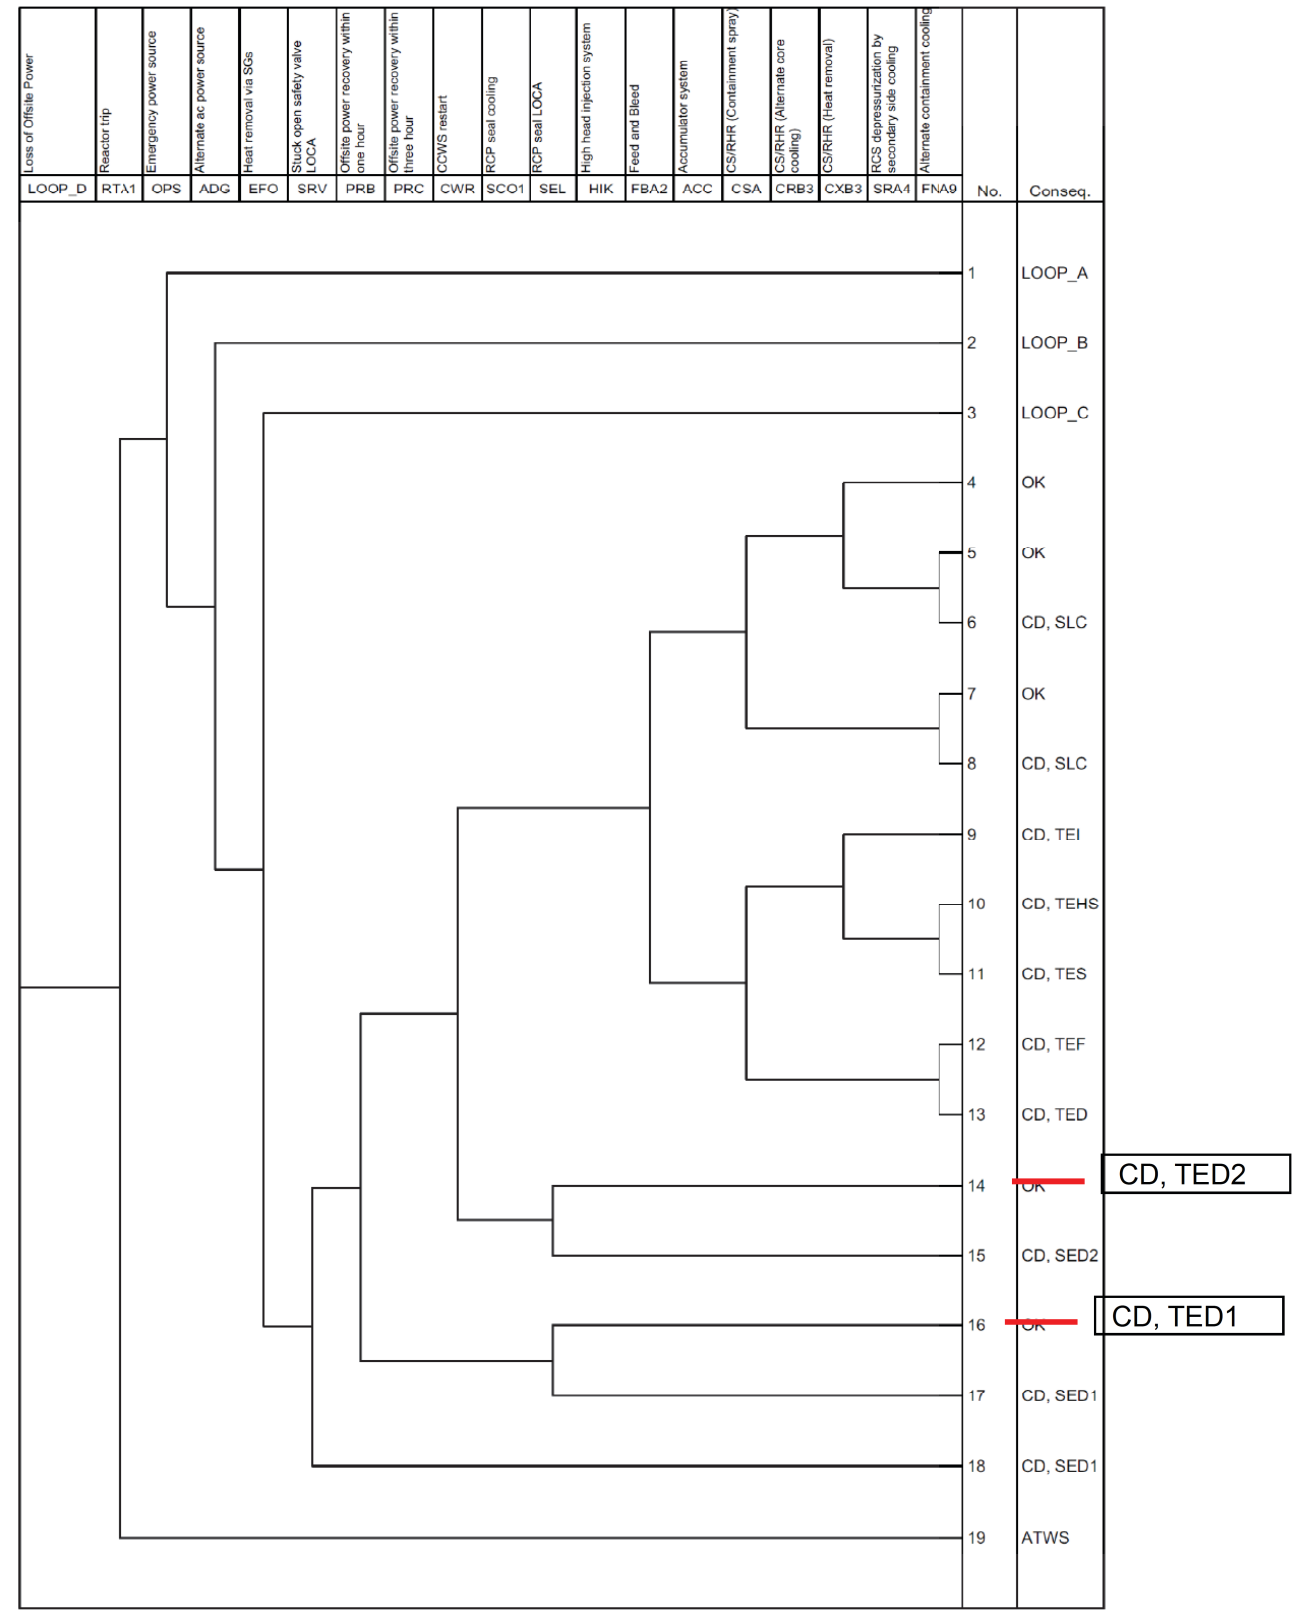 Loss of Offsite Power
Reactor trip
Emergency power source
Alternate ac power source
Heat removal via SGs
Stuck open safety valve
LOCA
Offsite power recovery within
one hour
Offsite power recovery within
three hour
CCWS restart
RCP seal cooling
RCP seal LOCA
High head injection system
Feed and Bleed
Accumulator system
CS/RHR (Containment spray)
CS/RHR (Alternate core
cooling)
CS/RHR (Heat removal)
RCS depressurization by
secondary side cooling
Alternate containment cooling
LOOP_D RTA1 OPS ADG EFO SRV PRB PRC CWR SCO1 SEL HIK FBA2 ACC CSA CRB3 CXB3 SRA4 FNA9 No. Conseq.
1 LOOP_A
2 LOOP_B
3 LOOP_C
4 OK
5 OK
6 CD, SLC
7 OK
8 CD, SLC
9 CD, TEI
10 CD, TEHS
11 CD, TES
12 CD, TEF
13 CD, TED
14 OK CD, TED2
15 CD, SED2
16 OK CD, TED1
17 CD, SED1
18 CD, SED1
19 ATWS